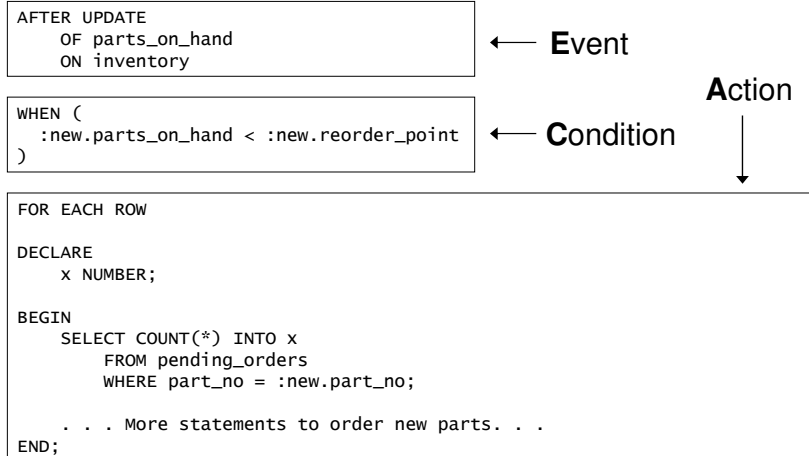 AFTER UPDATE
    OF parts_on_hand
    ON inventory
Event
Action
WHEN (
  :new.parts_on_hand < :new.reorder_point
)
Condition
FOR EACH ROW
DECLARE
    x NUMBER;
BEGIN
    SELECT COUNT(*) INTO x
        FROM pending_orders
        WHERE part_no = :new.part_no;
    . . . More statements to order new parts. . .
END;